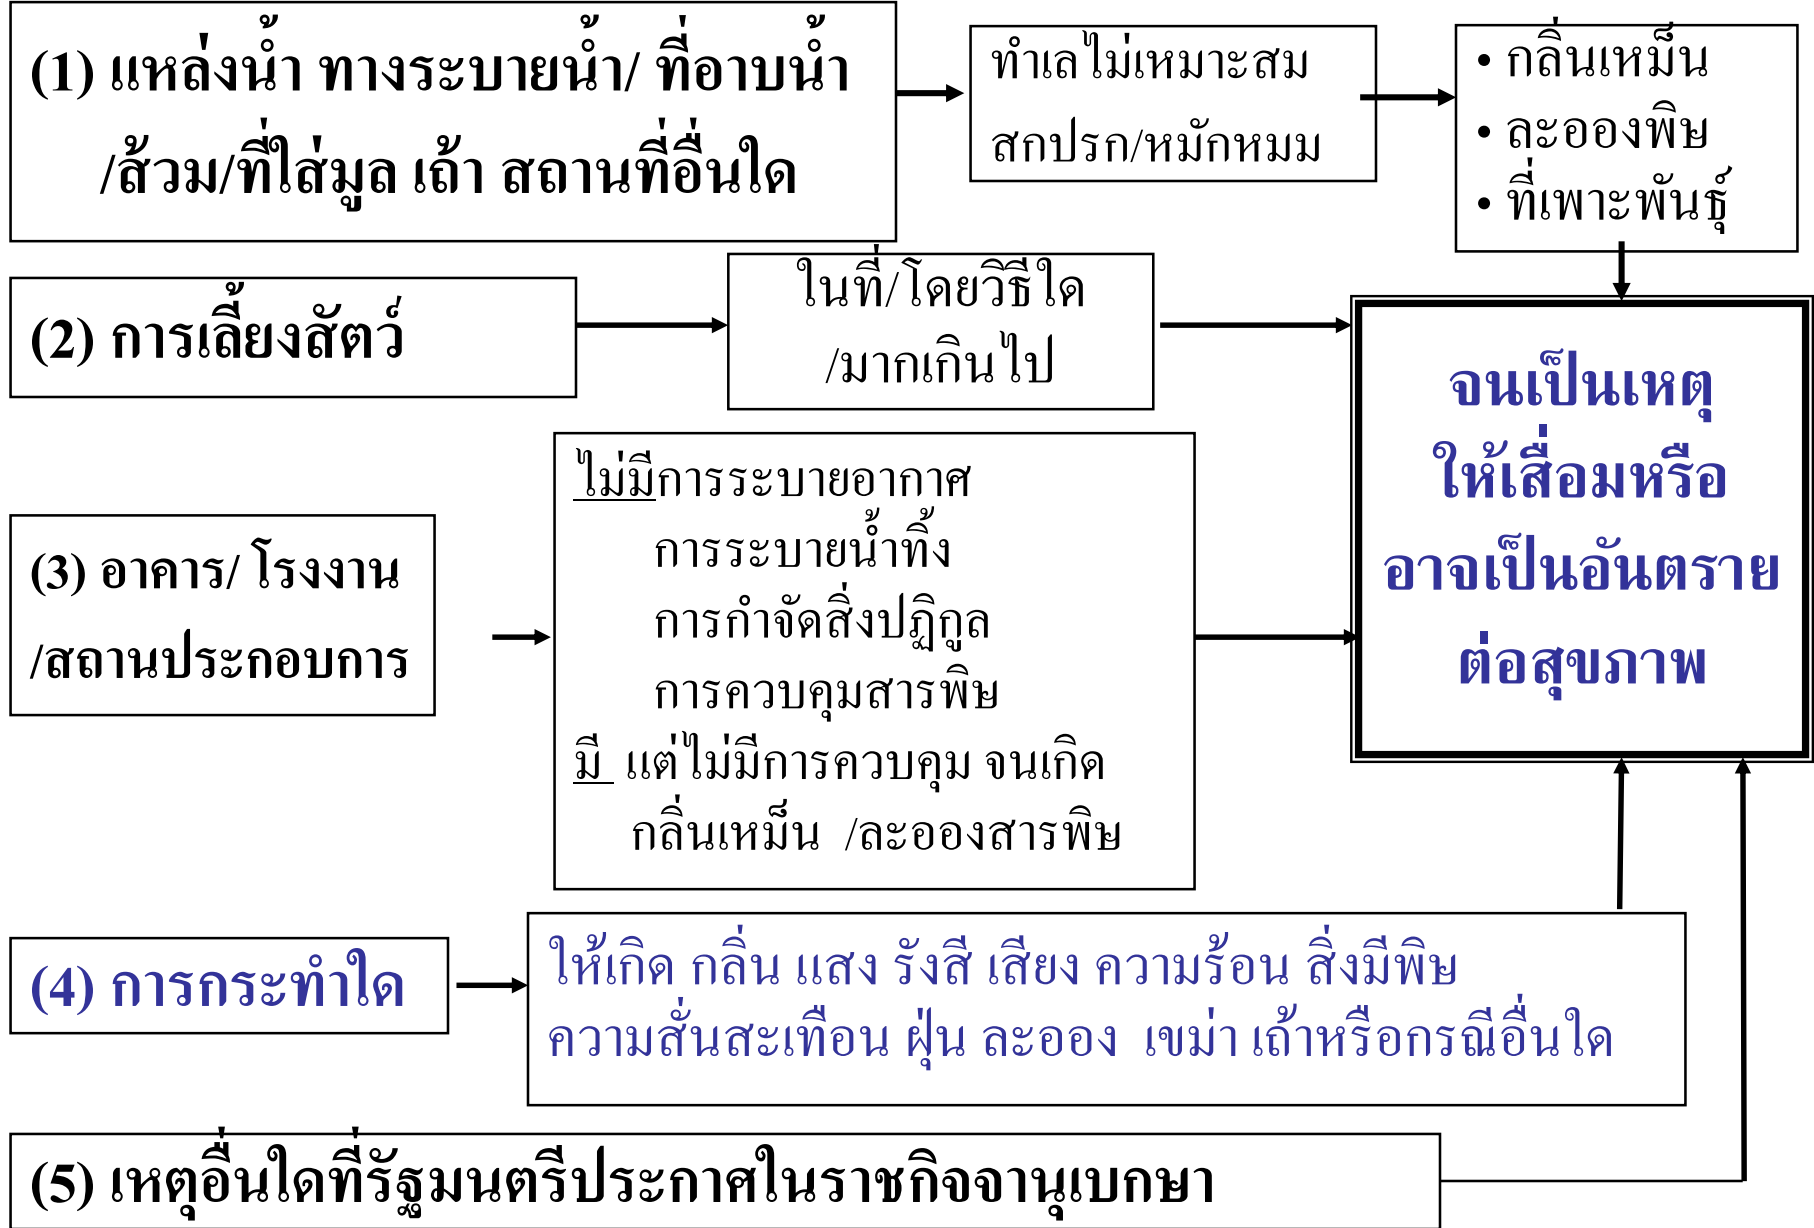 (1) แหล่งน้ำ ทางระบายน้ำ/ ที่อาบน้ำ
/ส้วม/ที่ใส่มูล เถ้า สถานที่อื่นใด
ทำเลไม่เหมาะสม
สกปรก/หมักหมม
• กลิ่นเหม็น
• ละอองพิษ
• ที่เพาะพันธุ์
(2) การเลี้ยงสัตว์
ในที่/โดยวิธีใด
/มากเกินไป
จนเป็นเหตุ
ให้เสื่อมหรือ
อาจเป็นอันตราย
ต่อสุขภาพ
(3) อาคาร/ โรงงาน
/สถานประกอบการ
ไม่มีการระบายอากาศ
การระบายน้ำทิ้ง
การกำจัดสิ่งปฏิกูล
การควบคุมสารพิษ
มี แต่ไม่มีการควบคุม จนเกิด
กลิ่นเหม็น /ละอองสารพิษ
(4) การกระทำใด
ให้เกิด กลิ่น แสง รังสี เสียง ความร้อน สิ่งมีพิษ
ความสั่นสะเทือน ฝุ่น ละออง เขม่า เถ้าหรือกรณีอื่นใด
(5) เหตุอื่นใดที่รัฐมนตรีประกาศในราชกิจจานุเบกษา